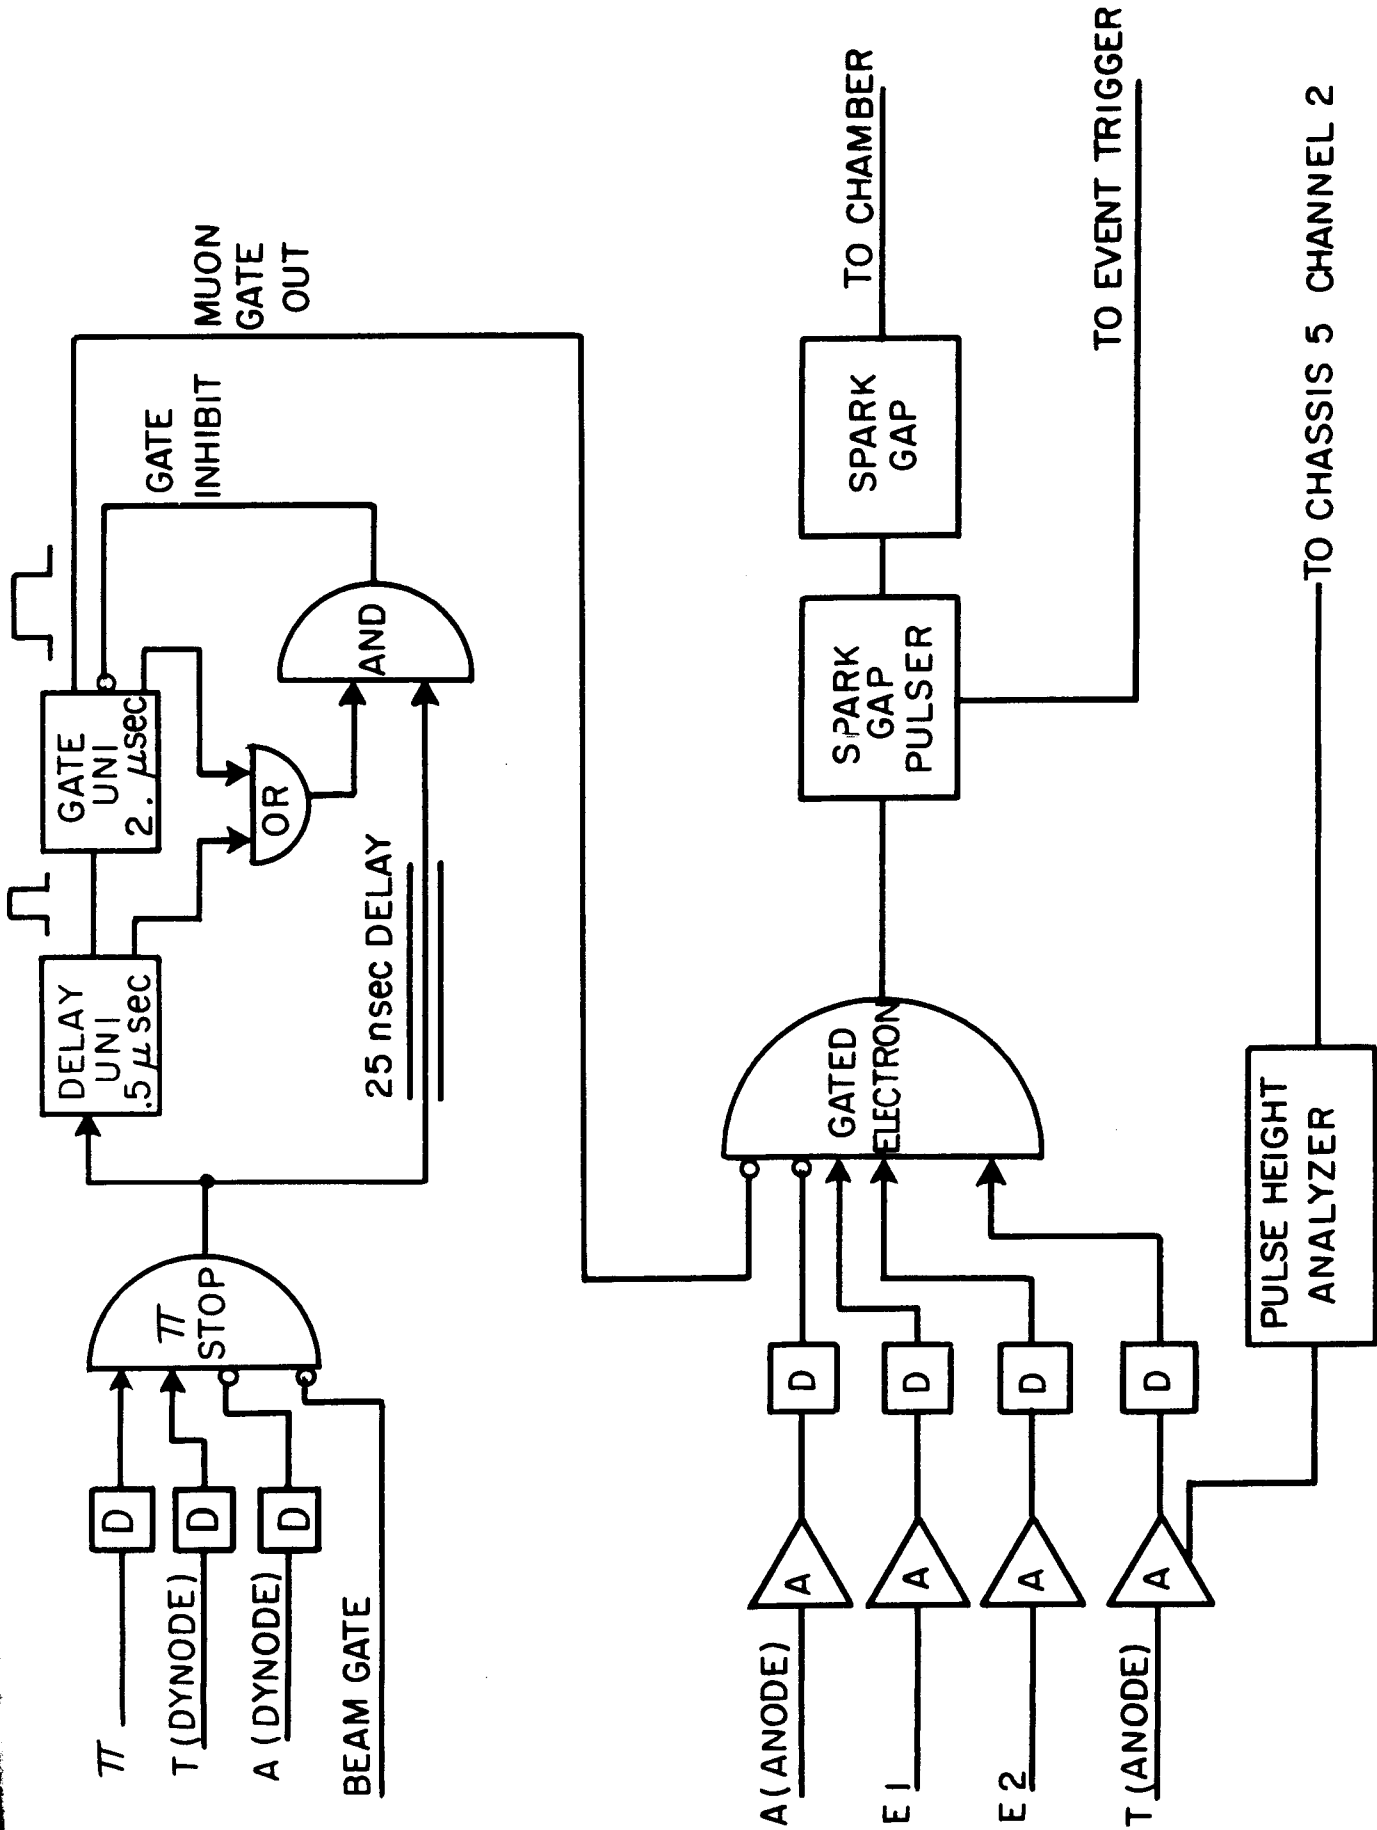 π
T (DYNODE)
A (DYNODE)
BEAM GATE
D
D
D
π
STOP
DELAY
UNI
.5 μsec
GATE
UNI
2. μsec
OR
AND
25 nsec DELAY
GATE
INHIBIT
MUON
GATE
OUT
A (ANODE)
E 1
E 2
T (ANODE)
A
A
A
A
D
D
D
D
GATED
ELECTRON
SPARK
GAP
PULSER
SPARK
GAP
TO CHAMBER
TO EVENT TRIGGER
PULSE HEIGHT
ANALYZER
TO CHASSIS 5 CHANNEL 2